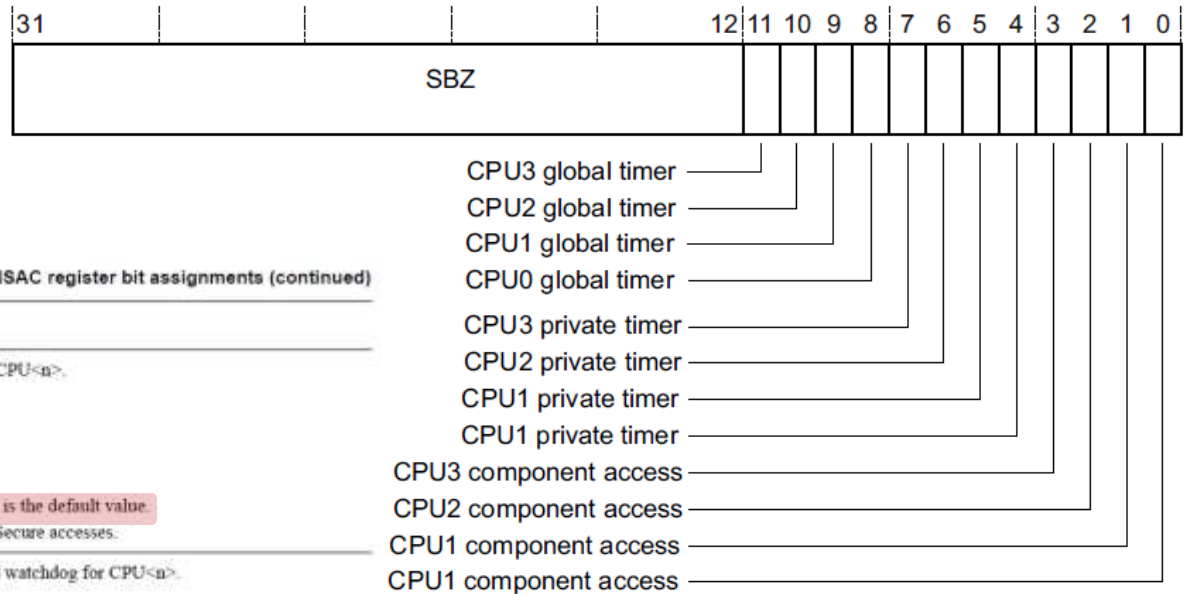 31 12 11 10 9 8 7 6 5 4 3 2 1 0
SBZ
CPU3 global timer
CPU2 global timer
CPU1 global timer
CPU0 global timer
CPU3 private timer
CPU2 private timer
CPU1 private timer
CPU1 private timer
CPU3 component access
CPU2 component access
CPU1 component access
CPU1 component access
SAC register bit assignments (continued)
CPU<n>.
is the default value.
Secure accesses.
watchdog for CPU<n>.